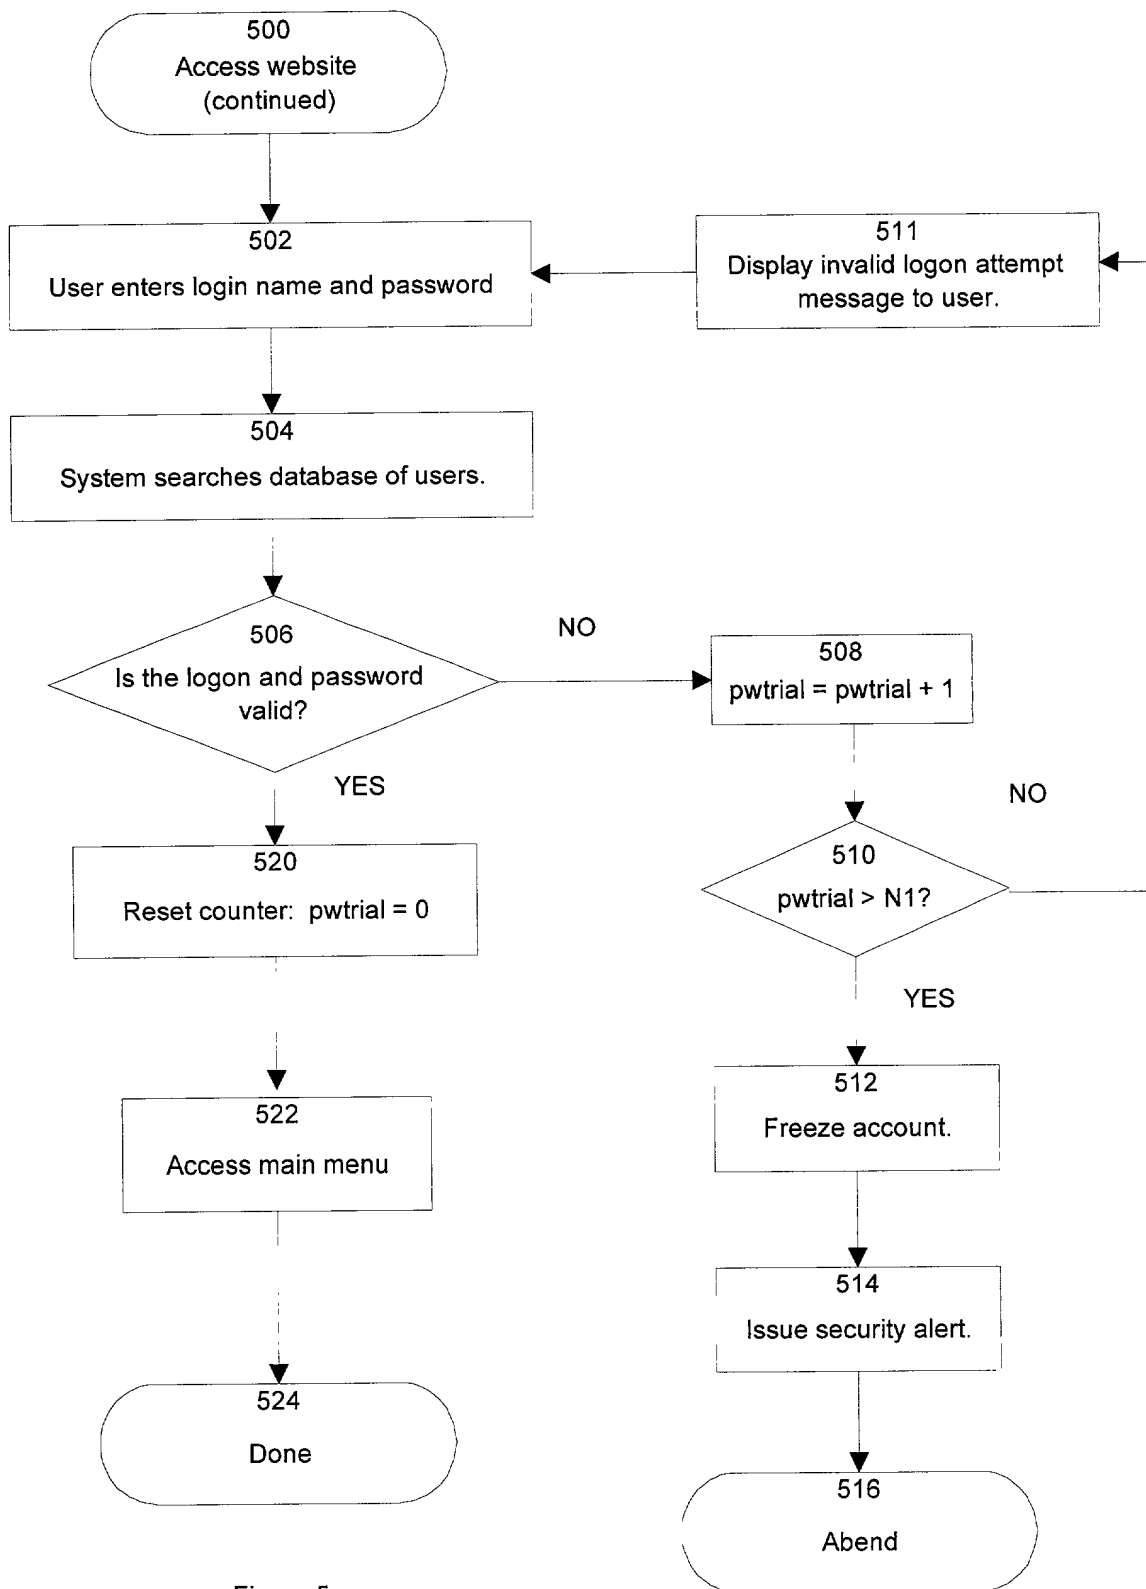 500
Access website
(continued)
502
User enters login name and password
511
Display invalid logon attempt
message to user.
504
System searches database of users.
506
Is the logon and password
valid?
NO
508
pwtrial = pwtrial + 1
YES
NO
510
pwtrial > N1?
520
Reset counter: pwtrial = 0
YES
512
Freeze account.
522
Access main menu
514
Issue security alert.
524
Done
516
Abend
Figure 5